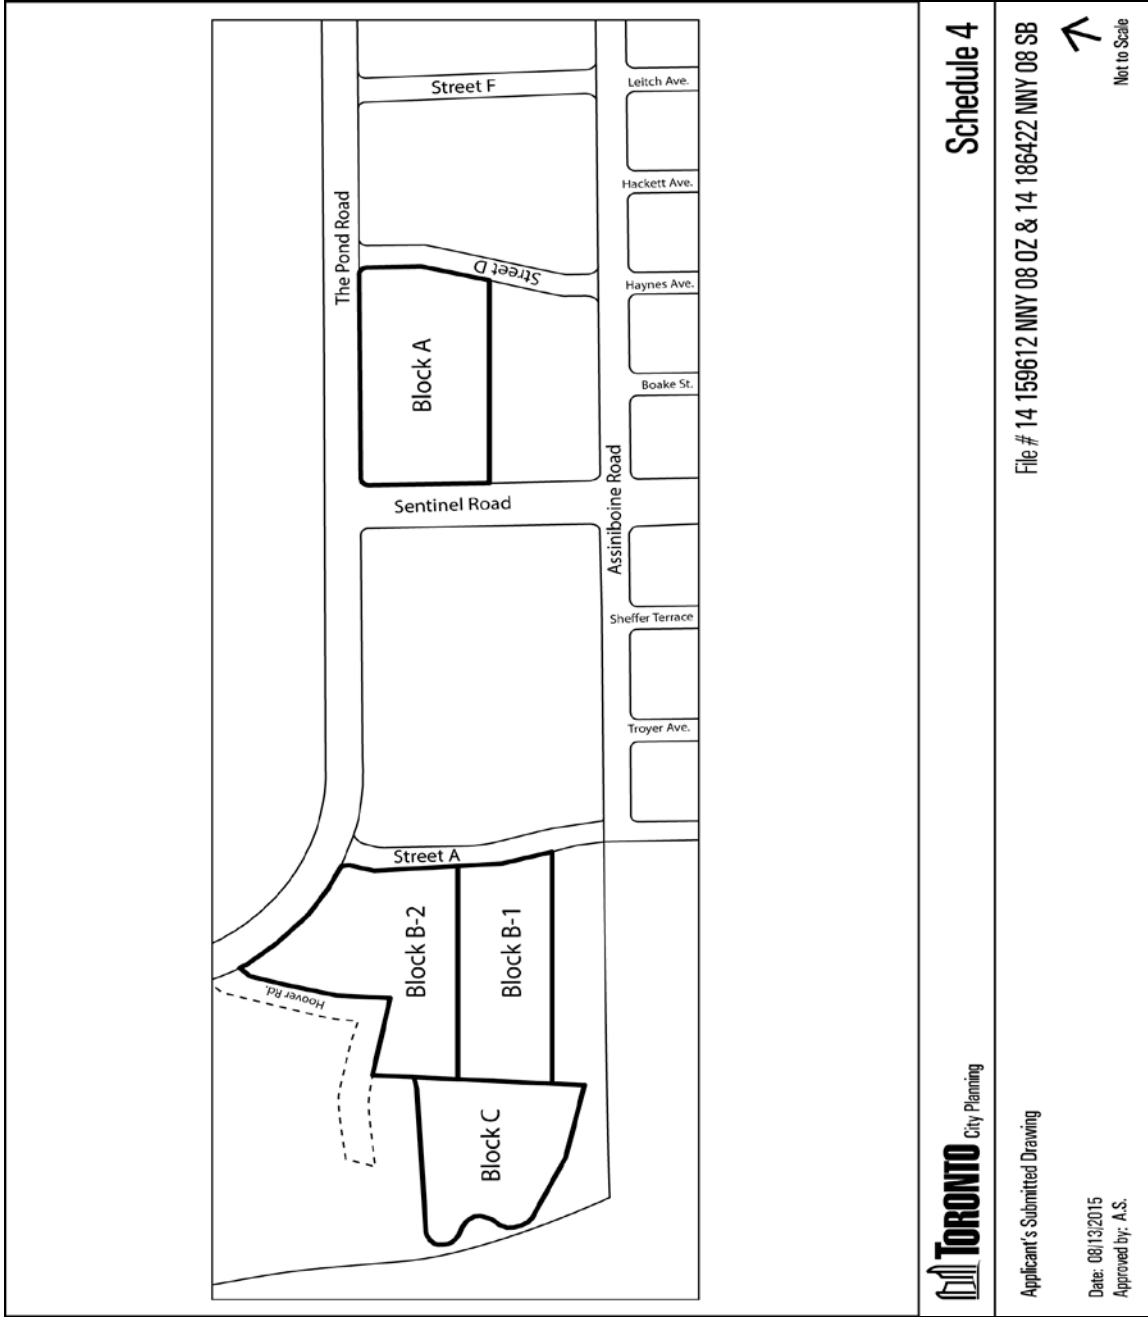 Street F
Leitch Ave.
The Pond Road
Hackett Ave.
Street D
Haynes Ave.
Block A
Boake St.
Sentinel Road
Assiniboine Road
Sheffer Terrace
Troyer Ave.
Street A
Block B-2
Block B-1
Hoover Rd.
Block C
TORONTO City Planning
Schedule 4
Applicant's Submitted Drawing
File # 14 159612 NNY 08 OZ & 14 186422 NNY 08 SB
Date: 08/13/2015
Approved by: A.S.
Not to Scale